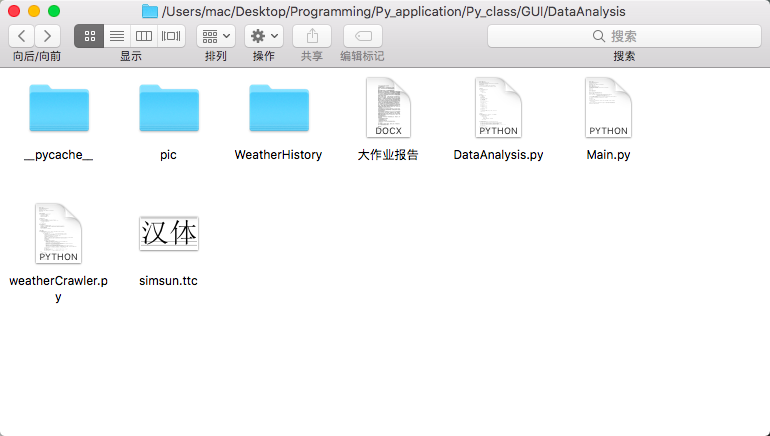 /Users/mac/Desktop/Programming/Py_application/Py_class/GUI/DataAnalysis
搜索
向后/向前
显示
排列
操作
共享
编辑标记
搜索
DOCX
PYTHON
PYTHON
__pycache__
pic
WeatherHistory
大作业报告
DataAnalysis.py
Main.py
PYTHON
汉体
weatherCrawler.p
y
simsun.ttc